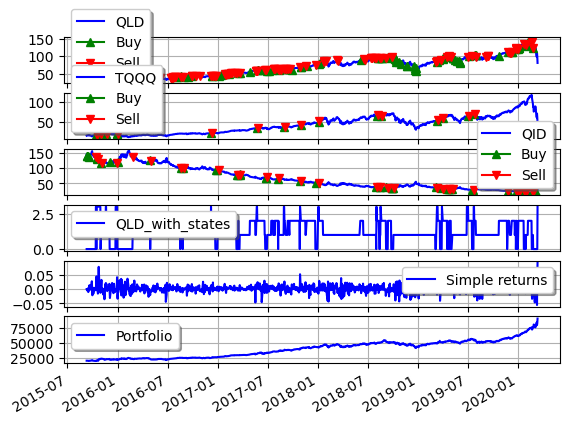 QLD
Buy
Sell
150
100
50
TQQQ
Buy
Sell
100
50
QID
Buy
Sell
150
100
50
QLD_with_states
2.5
0.0
Simple returns
0.05
0.00
−0.05
Portfolio
75000
50000
25000
2015-07
2016-01
2016-07
2017-01
2017-07
2018-01
2018-07
2019-01
2019-07
2020-01